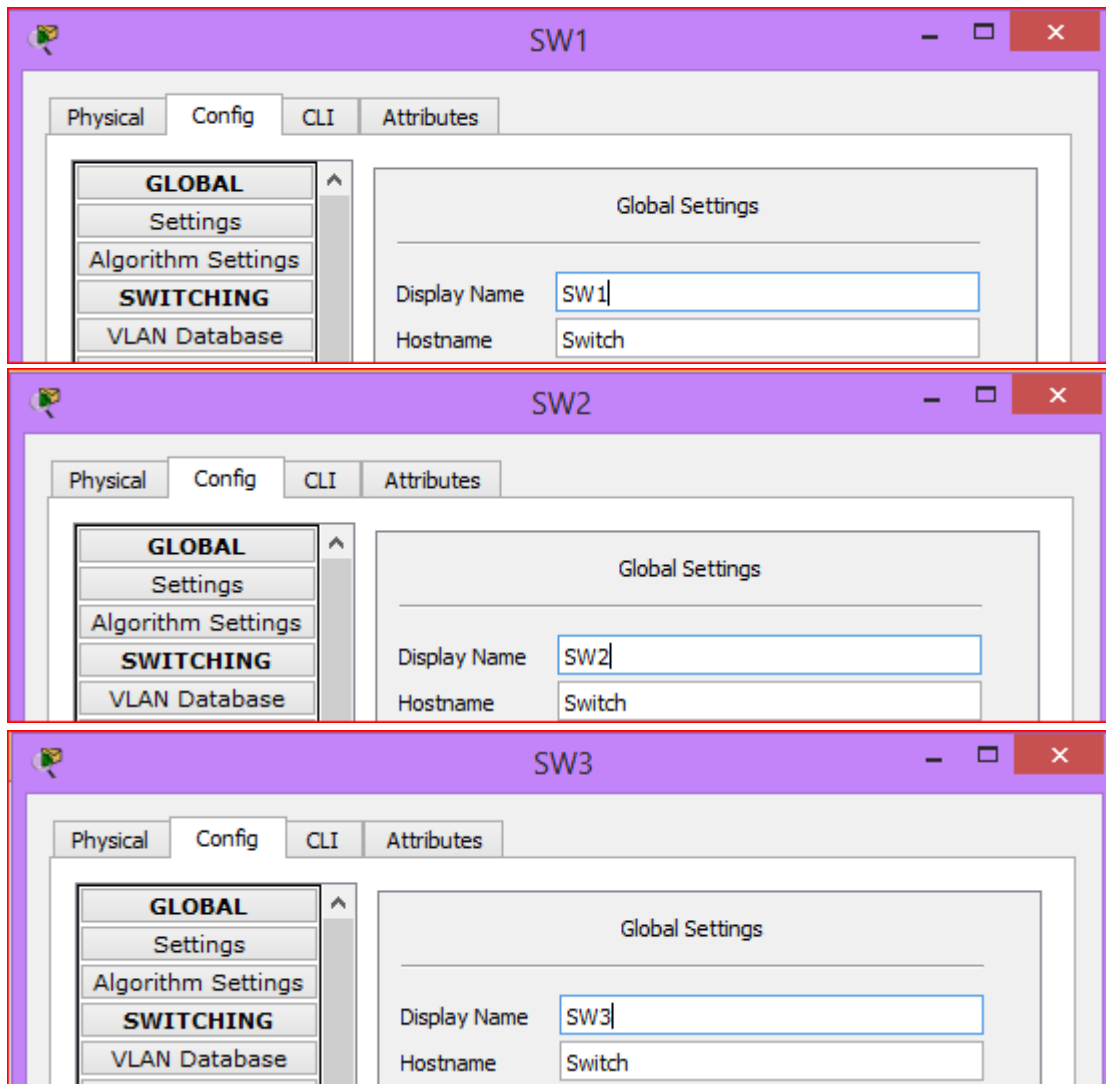 SW1
Physical Config CLI Attributes
GLOBAL
Settings
Algorithm Settings
SWITCHING
VLAN Database
Global Settings
Display Name SW1
Hostname Switch
SW2
Physical Config CLI Attributes
GLOBAL
Settings
Algorithm Settings
SWITCHING
VLAN Database
Global Settings
Display Name SW2
Hostname Switch
SW3
Physical Config CLI Attributes
GLOBAL
Settings
Algorithm Settings
SWITCHING
VLAN Database
Global Settings
Display Name SW3
Hostname Switch